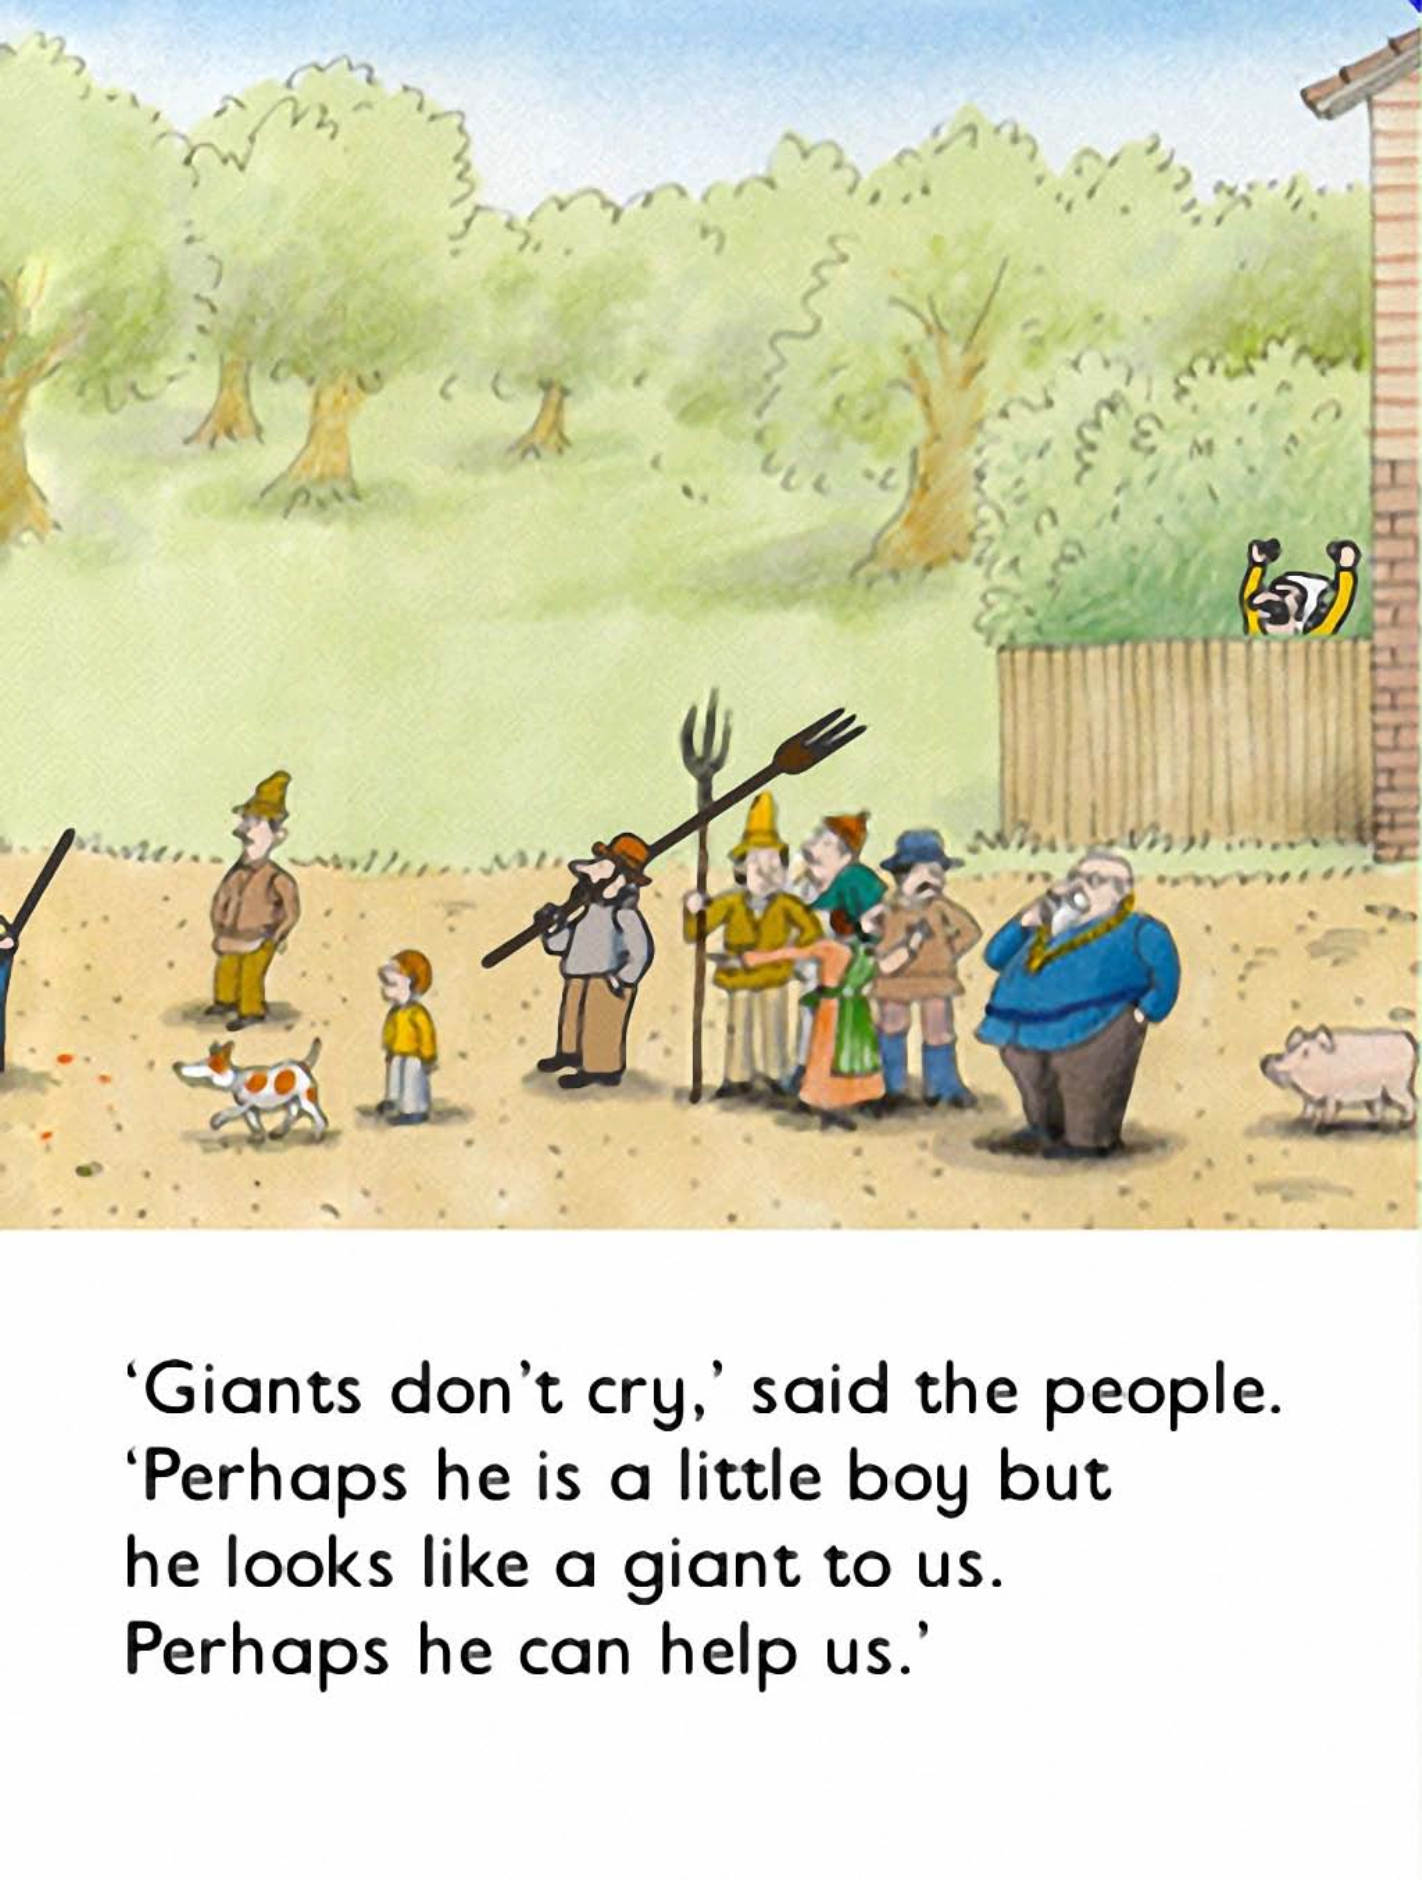 ‘Giants don’t cry,’ said the people.
‘Perhaps he is a little boy but
he looks like a giant to us.
Perhaps he can help us.’